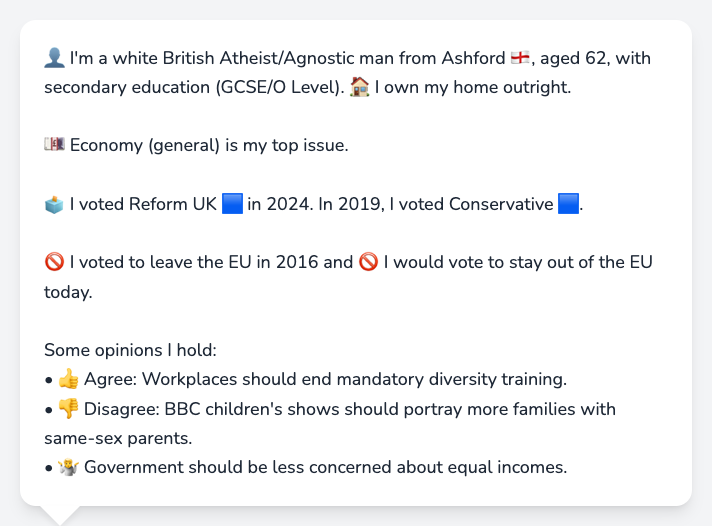 👤 I'm a white British Atheist/Agnostic man from Ashford 🏴󠁧󠁢󠁥󠁮󠁧󠁿, aged 62, with
secondary education (GCSE/O Level). 🏠 I own my home outright.
💷 Economy (general) is my top issue.
🗳️ I voted Reform UK 🟦 in 2024. In 2019, I voted Conservative 🟦.
🚫 I voted to leave the EU in 2016 and 🚫 I would vote to stay out of the EU
today.
Some opinions I hold:
• 👍 Agree: Workplaces should end mandatory diversity training.
• 👎 Disagree: BBC children's shows should portray more families with
same-sex parents.
• 🤷 Government should be less concerned about equal incomes.